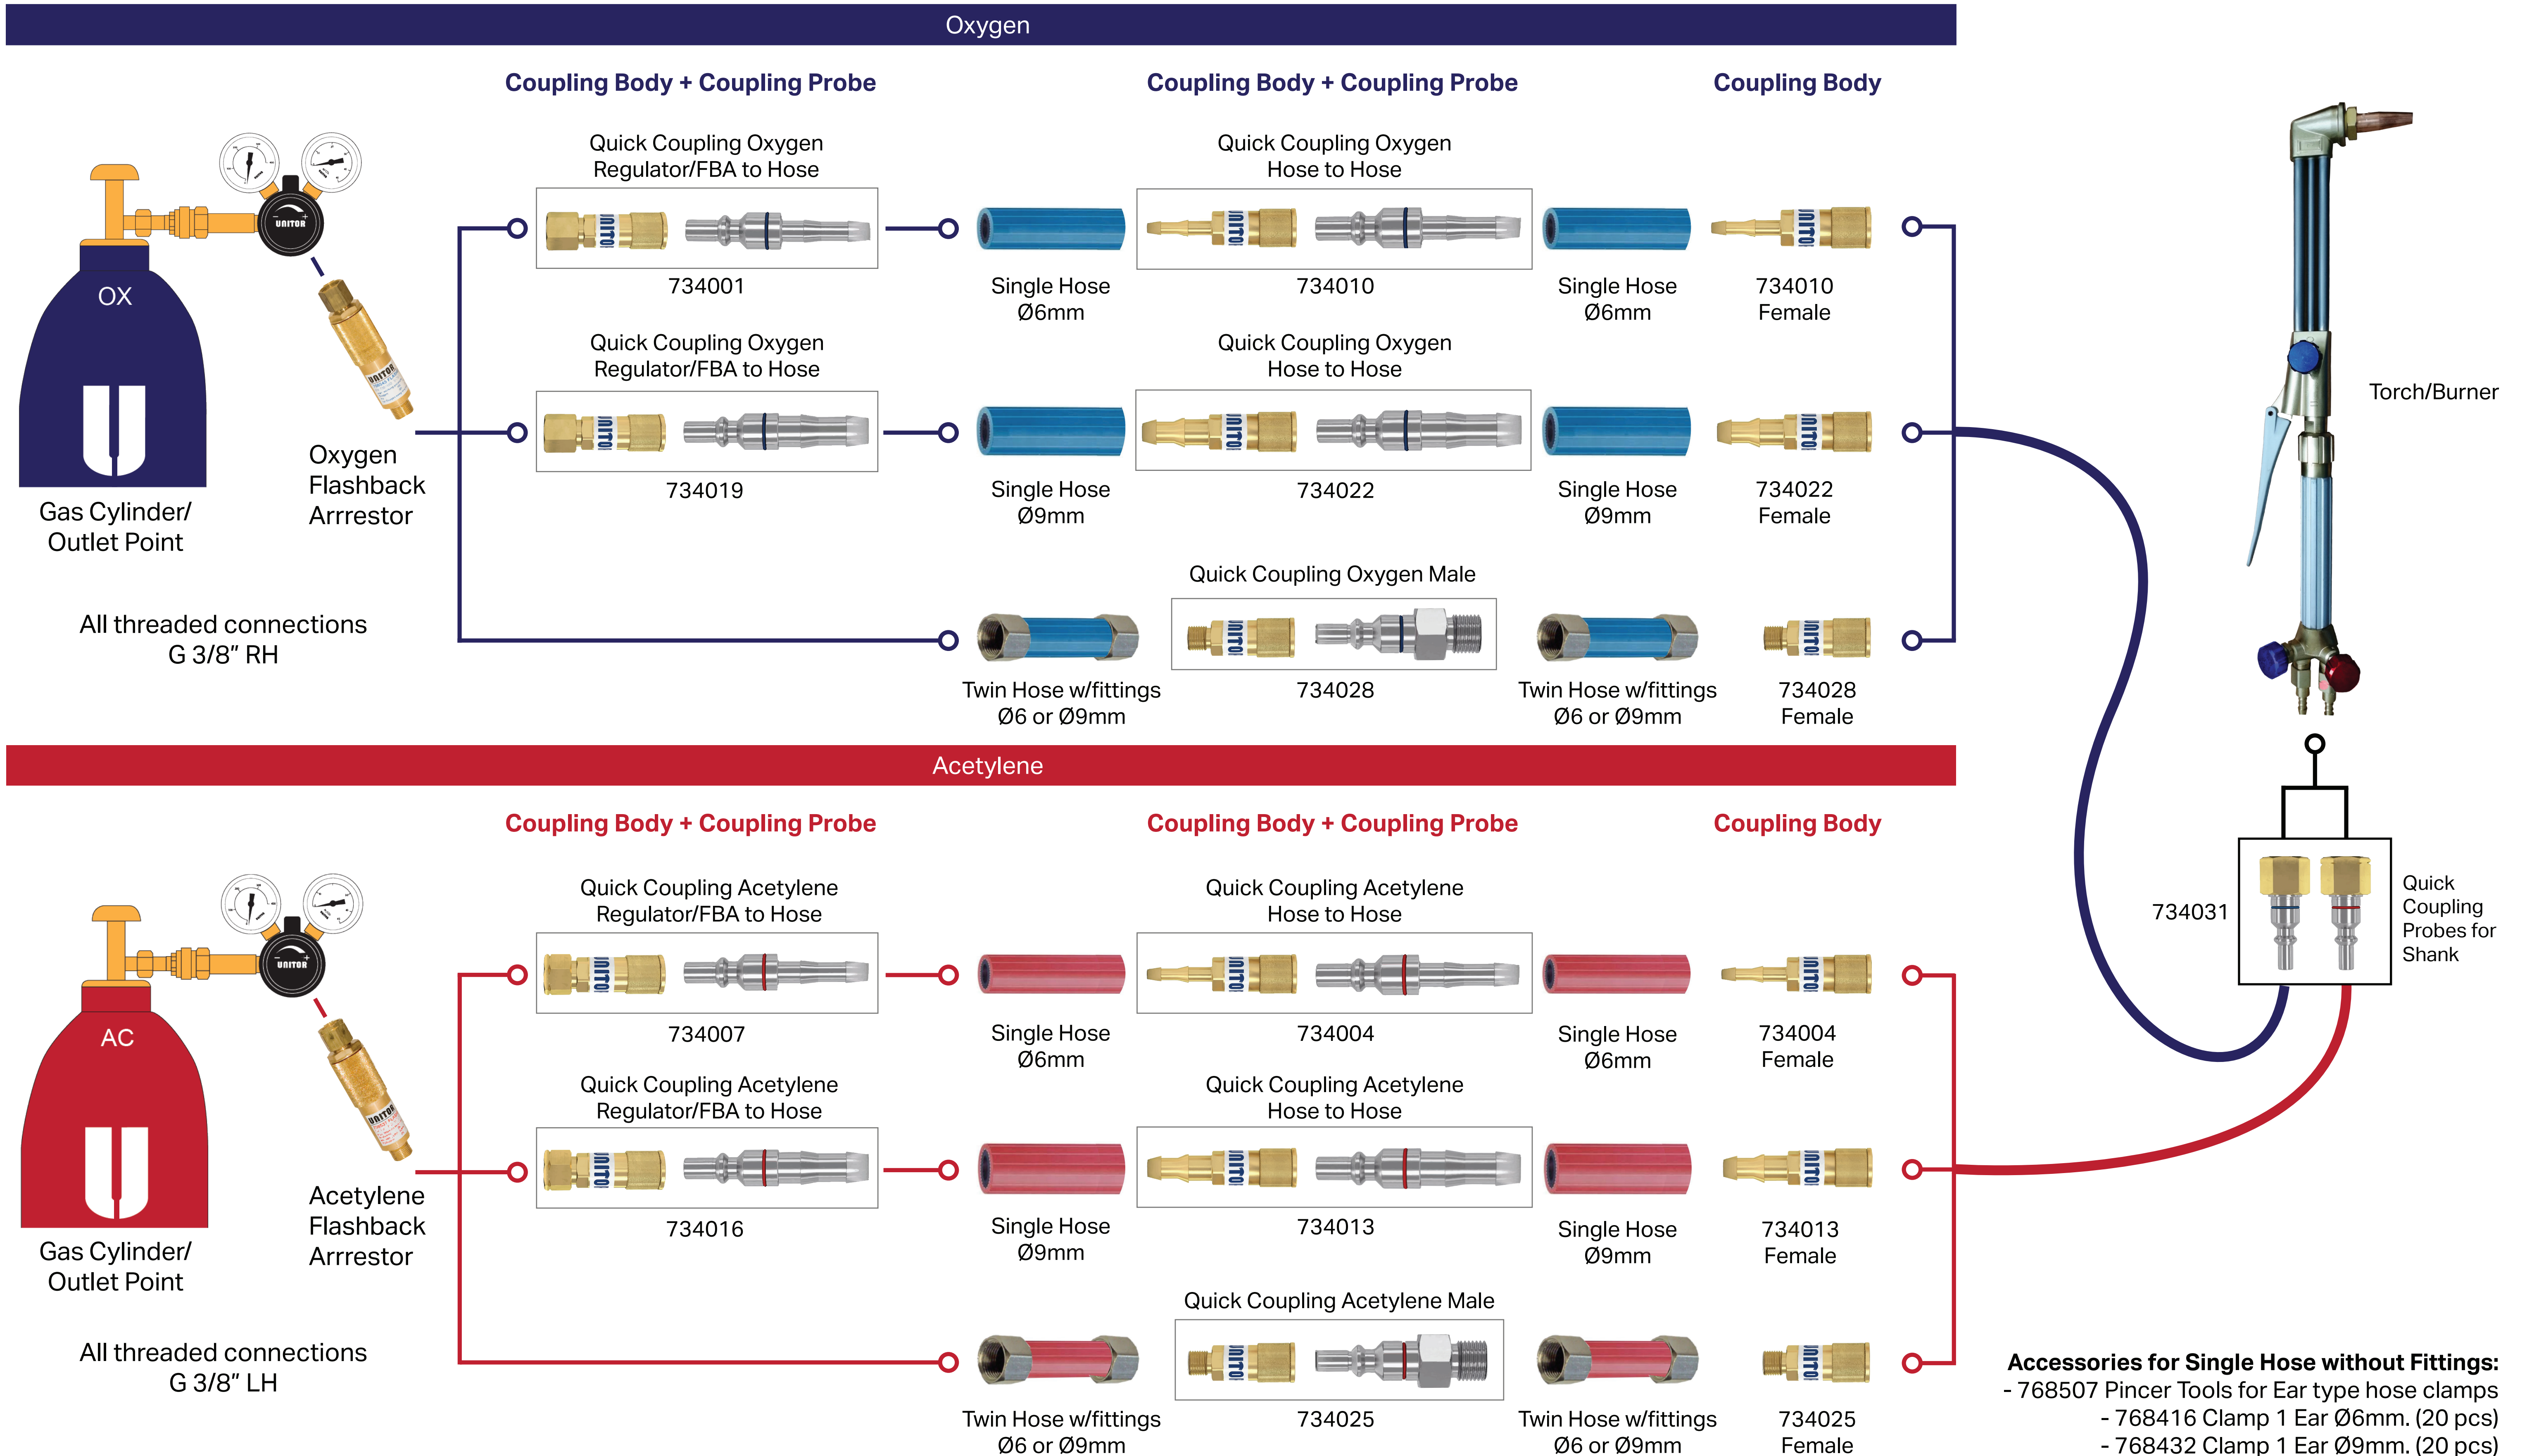 Oxygen
Coupling Body + Coupling Probe
Coupling Body + Coupling Probe
Coupling Body
Quick Coupling Oxygen
Regulator/FBA to Hose
734001
Single Hose
Ø6mm
Quick Coupling Oxygen
Hose to Hose
734010
Single Hose
Ø6mm
734010
Female
UNITOR
OX
UNITOR
Oxygen
Flashback
Arrrestor
Gas Cylinder/
Outlet Point
All threaded connections
G 3/8” RH
Quick Coupling Oxygen
Regulator/FBA to Hose
734019
Single Hose
Ø9mm
Quick Coupling Oxygen
Hose to Hose
734022
Single Hose
Ø9mm
734022
Female
Twin Hose w/fittings
Ø6 or Ø9mm
Quick Coupling Oxygen Male
734028
Twin Hose w/fittings
Ø6 or Ø9mm
734028
Female
Torch/Burner
Acetylene
Coupling Body + Coupling Probe
Coupling Body + Coupling Probe
Coupling Body
Quick Coupling Acetylene
Regulator/FBA to Hose
734007
Single Hose
Ø6mm
Quick Coupling Acetylene
Hose to Hose
734004
Single Hose
Ø6mm
734004
Female
UNITOR
AC
UNITOR
Acetylene
Flashback
Arrrestor
Gas Cylinder/
Outlet Point
All threaded connections
G 3/8” LH
Quick Coupling Acetylene
Regulator/FBA to Hose
734016
Single Hose
Ø9mm
Quick Coupling Acetylene
Hose to Hose
734013
Single Hose
Ø9mm
734013
Female
Twin Hose w/fittings
Ø6 or Ø9mm
Quick Coupling Acetylene Male
734025
Twin Hose w/fittings
Ø6 or Ø9mm
734025
Female
734031
Quick
Coupling
Probes for
Shank
Accessories for Single Hose without Fittings:
- 768507 Pincer Tools for Ear type hose clamps
- 768416 Clamp 1 Ear Ø6mm. (20 pcs)
- 768432 Clamp 1 Ear Ø9mm. (20 pcs)